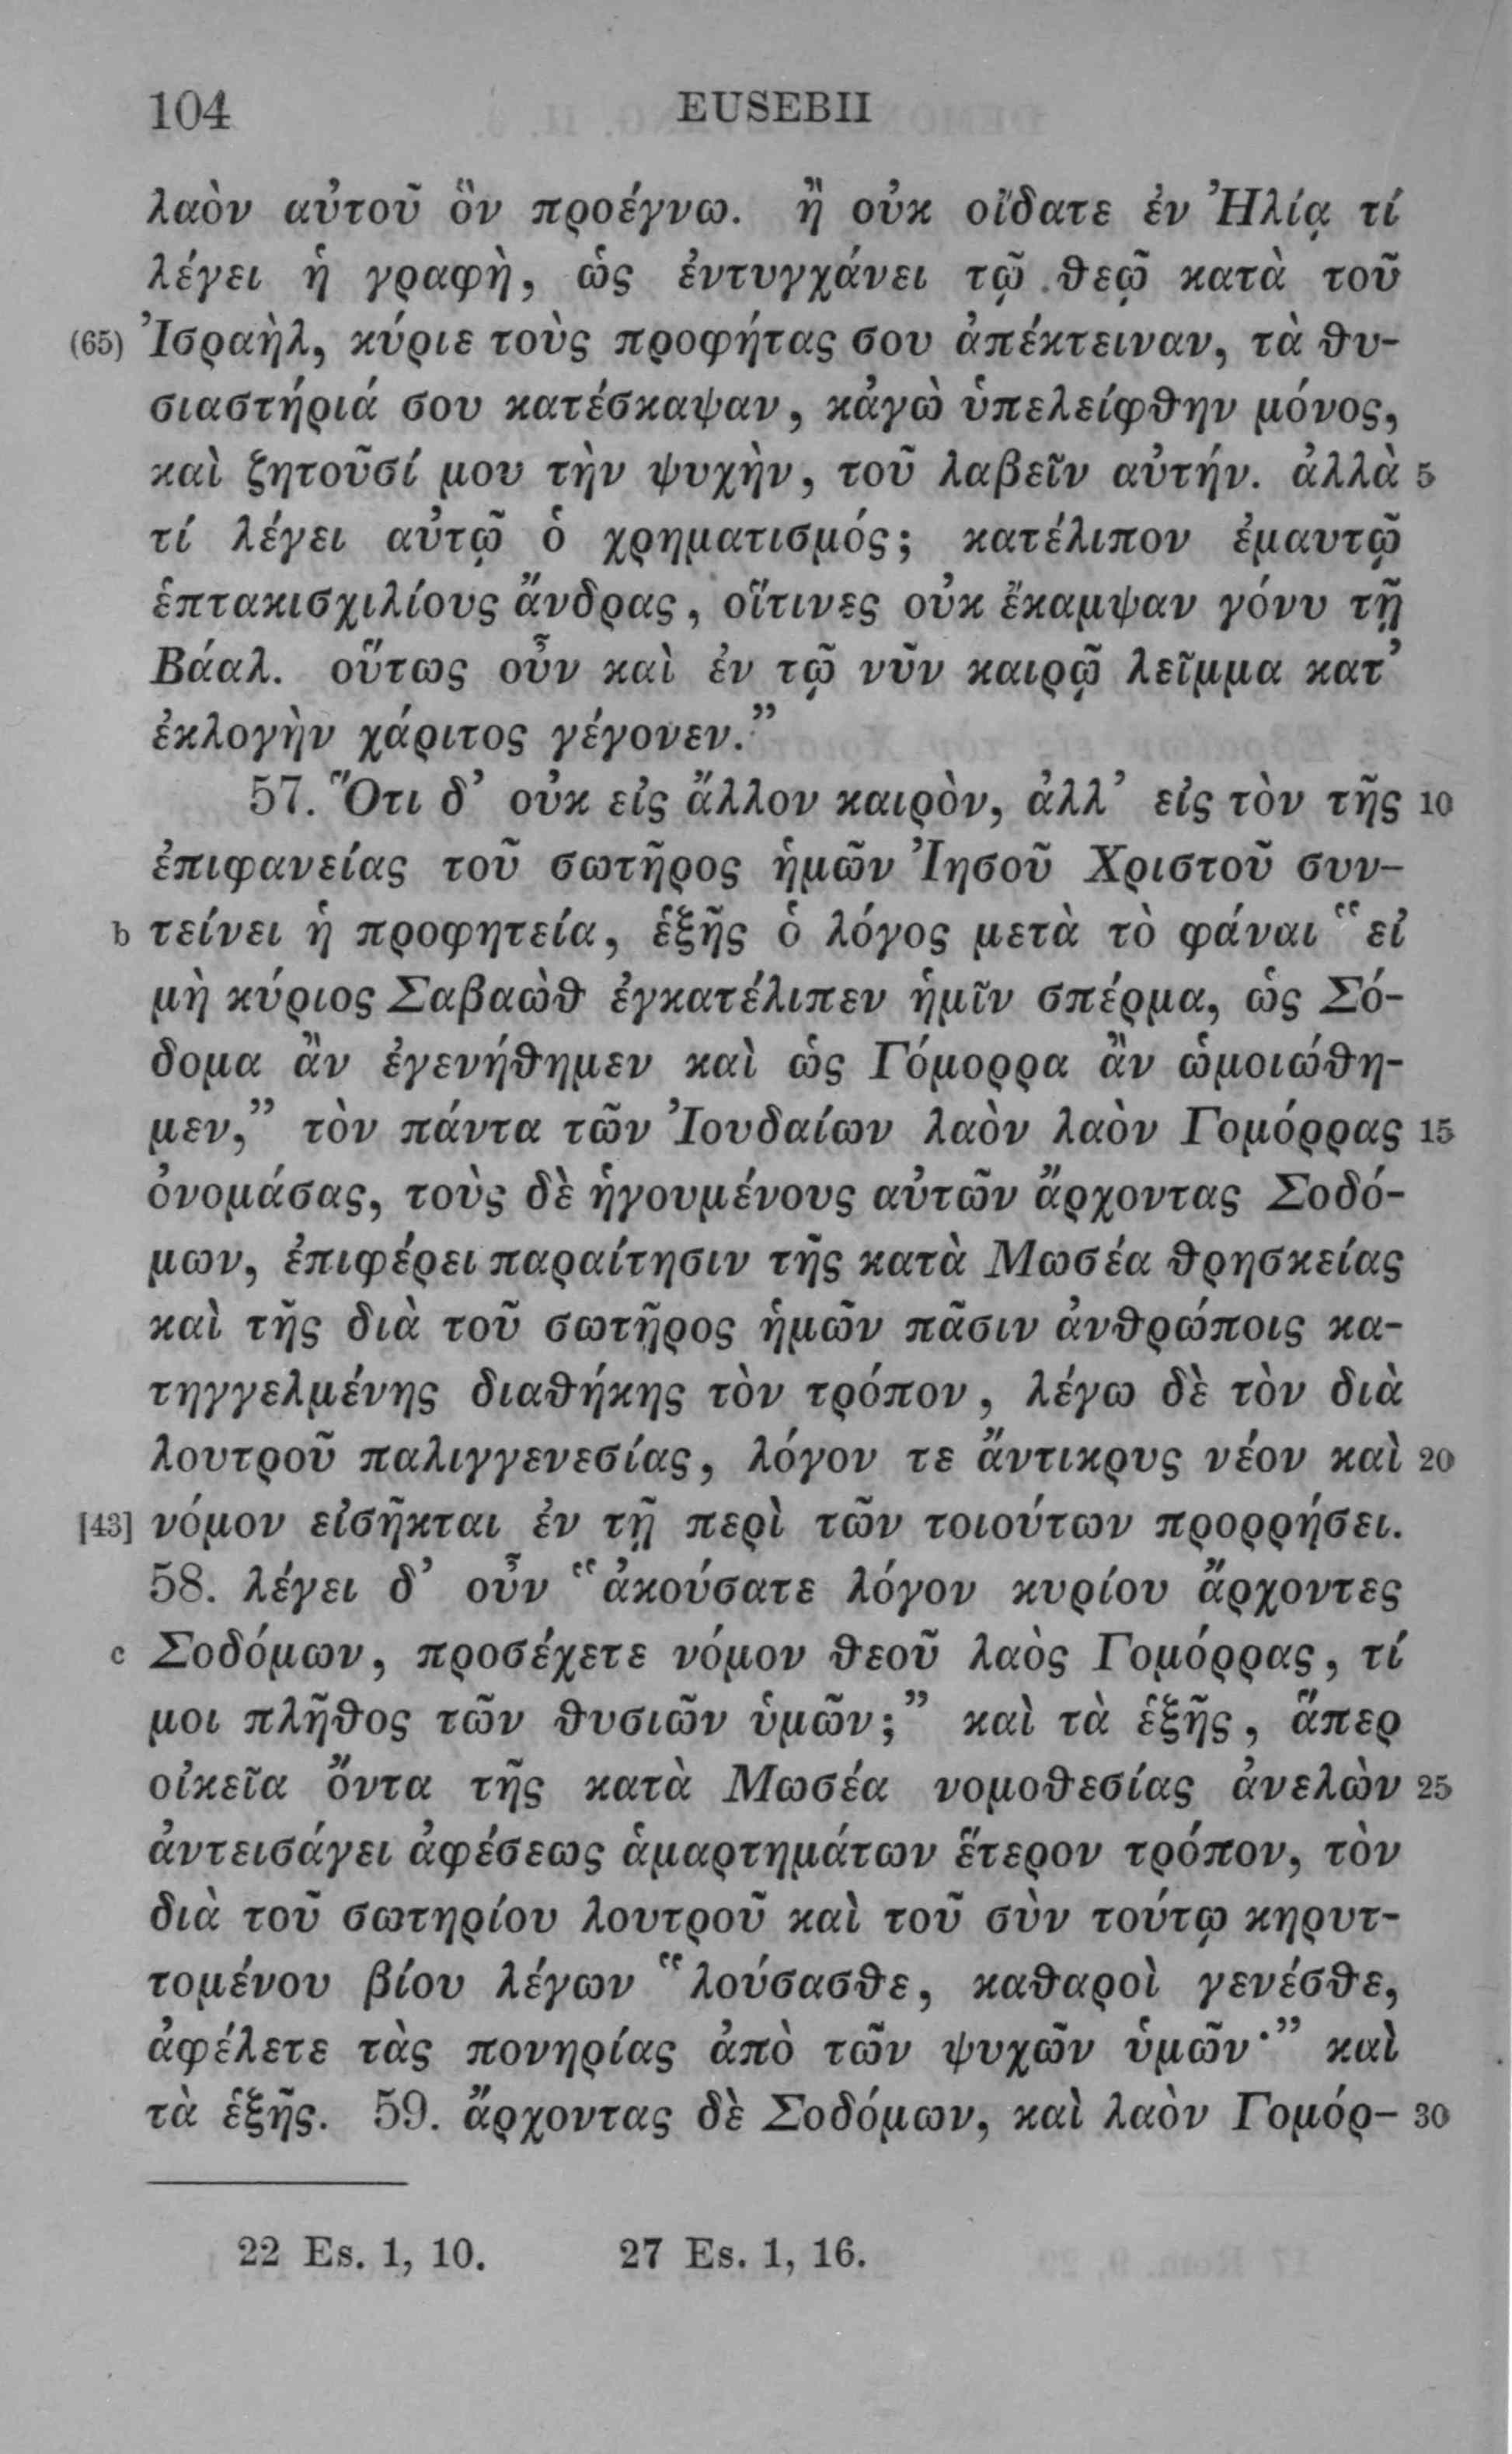 104 EUSEBII
λαὸν αὐτοῦ ὃν προέγνω. ἢ οὐκ οἴδατε ἐν Ἠλίᾳ τί
λέγει ἡ γραφὴ, ὡς ἐντυγχάνει τῷ θεῷ κατὰ τοῦ
(65) Ἰσραὴλ, κύριε τοὺς προφήτας σου ἀπέκτειναν, τὰ θυ-
σιαστήριά σου κατέσκαψαν, κἀγὼ ὑπελείφθην μόνος,
καὶ ζητοῦσί μου τὴν ψυχὴν, τοῦ λαβεῖν αὐτήν. ἀλλὰ 5
τί λέγει αὐτῷ ὁ χρηματισμός; κατέλιπον ἐμαυτῷ
ἑπτακισχιλίους ἄνδρας, οἵτινες οὐκ ἔκαμψαν γόνυ τῇ
Βάαλ. οὕτως οὖν καὶ ἐν τῷ νῦν καιρῷ λεῖμμα κατ’
ἐκλογὴν χάριτος γέγονεν.”
57. Ὅτι δ’ οὐκ εἰς ἄλλον καιρὸν, ἀλλ’ εἰς τὸν τῆς 10
ἐπιφανείας τοῦ σωτῆρος ἡμῶν Ἰησοῦ Χριστοῦ συν-
b τείνει ἡ προφητεία, ἑξῆς ὁ λόγος μετὰ τὸ φάναι “εἰ
μὴ κύριος Σαβαὼθ ἐγκατέλιπεν ἡμῖν σπέρμα, ὡς Σό-
δομα ἂν ἐγενήθημεν καὶ ὡς Γόμορρα ἂν ὡμοιώθη-
μεν,” τὸν πάντα τῶν Ἰουδαίων λαὸν λαὸν Γομόρρας 15
ὀνομάσας, τοὺς δὲ ἡγουμένους αὐτῶν ἄρχοντας Σοδό-
μων, ἐπιφέρει παραίτησιν τῆς κατὰ Μωσέα θρησκείας
καὶ τῆς διὰ τοῦ σωτῆρος ἡμῶν πᾶσιν ἀνθρώποις κα-
τηγγελμένης διαθήκης τὸν τρόπον, λέγω δὲ τὸν διὰ
λουτροῦ παλιγγενεσίας, λόγον τε ἄντικρυς νέον καὶ 20
[43] νόμον εἰσῆκται ἐν τῇ περὶ τῶν τοιούτων προρρήσει.
58. λέγει δ’ οὖν “ἀκούσατε λόγον κυρίου ἄρχοντες
c Σοδόμων, προσέχετε νόμον θεοῦ λαὸς Γομόρρας, τί
μοι πλῆθος τῶν θυσιῶν ὑμῶν;” καὶ τὰ ἑξῆς, ἅπερ
οἰκεῖα ὄντα τῆς κατὰ Μωσέα νομοθεσίας ἀνελὼν 25
ἀντεισάγει ἀφέσεως ἁμαρτημάτων ἕτερον τρόπον, τὸν
διὰ τοῦ σωτηρίου λουτροῦ καὶ τοῦ σὺν τούτῳ κηρυτ-
τομένου βίου λέγων “λούσασθε, καθαροὶ γενέσθε,
ἀφέλετε τὰς πονηρίας ἀπὸ τῶν ψυχῶν ὑμῶν·” καὶ
τὰ ἑξῆς. 59. ἄρχοντας δὲ Σοδόμων, καὶ λαὸν Γομόρ- 30
22 Es. 1, 10. 27 Es. 1, 16.